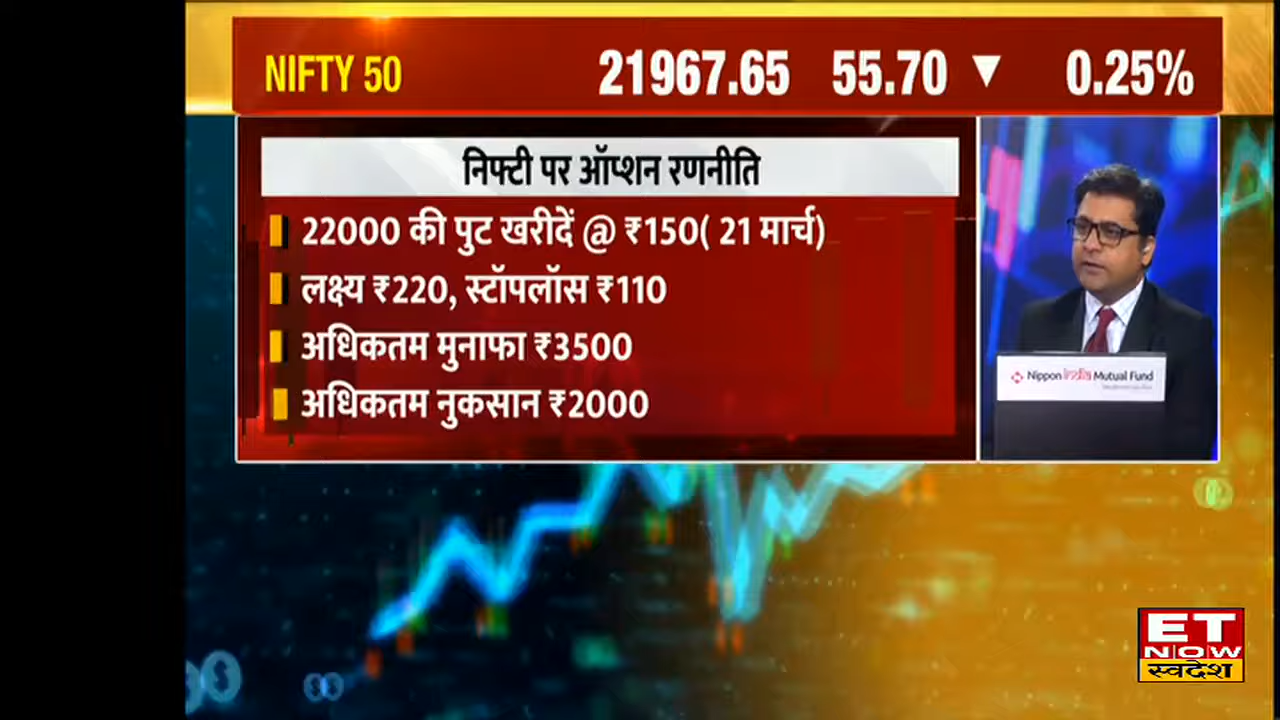 NIFTY 50 21967.65 55.70 ▼ 0.25%
निफ्टी पर ऑप्शन रणनीति
22000 की पुट खरीदें @ ₹150( 21 मार्च)
लक्ष्य ₹220, स्टॉपलॉस ₹110
अधिकतम मुनाफा ₹3500
अधिकतम नुकसान ₹2000
Nippon india Mutual Fund
ET
NOW
स्वदेश